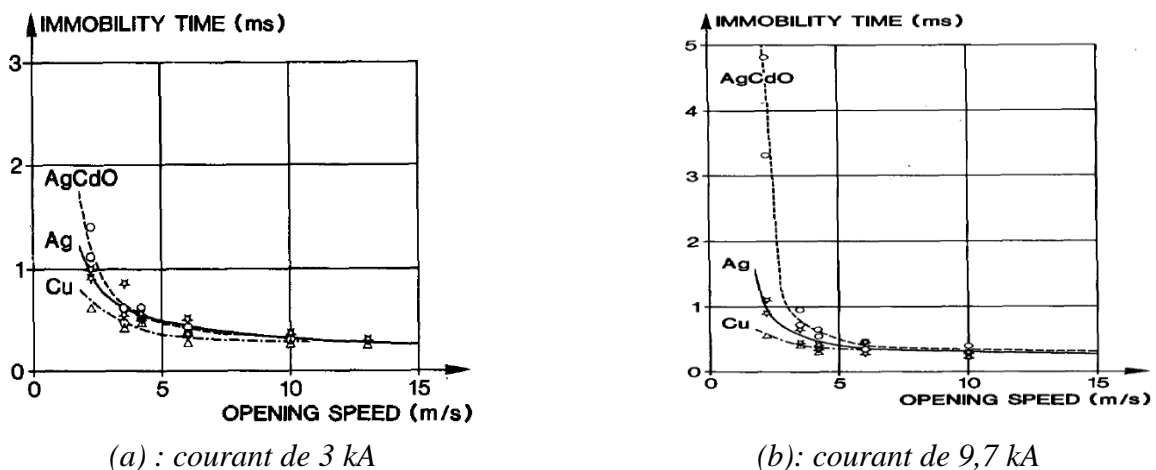 IMMOBILITY TIME (ms)
3
2
AgCdO
Ag
1
Cu
0
0
5
10
15
OPENING SPEED (m/s)
(a) : courant de 3 kA
IMMOBILITY TIME (ms)
5
AgCdO
4
3
2
Ag
1
Cu
0
0
5
10
15
OPENING SPEED (m/s)
(b): courant de 9,7 kA